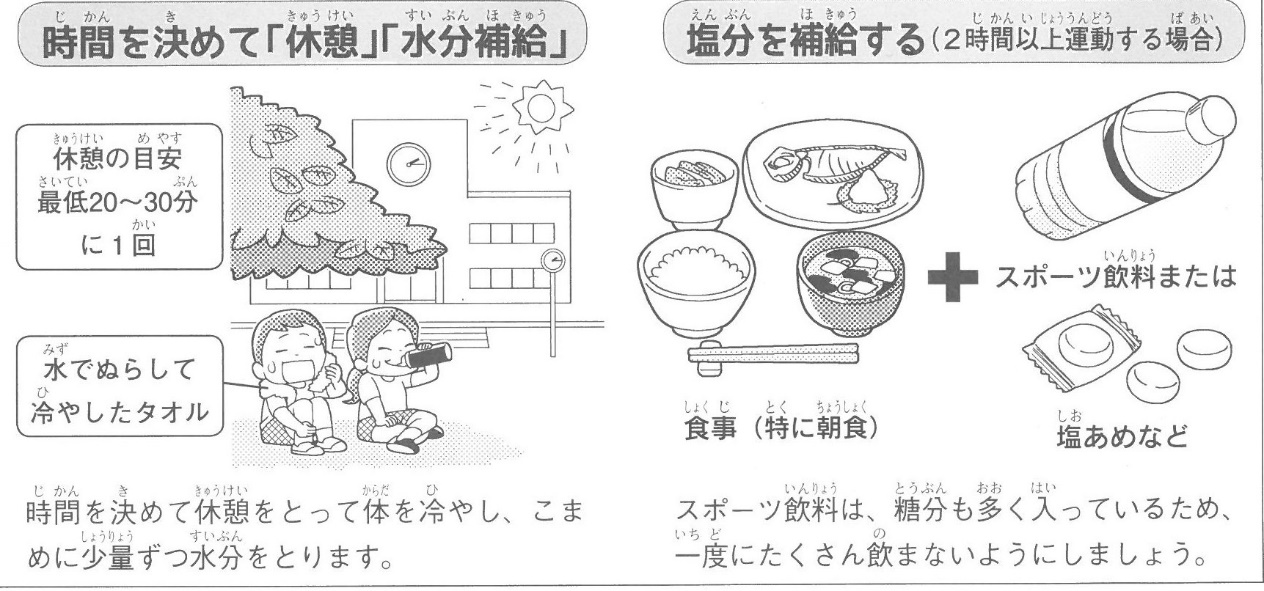 時間を決めて「休憩」「水分補給」
休憩の目安
最低20～30分
に1回
水でぬらして
冷やしたタオル
時間を決めて休憩をとって体を冷やし、こま
めに少量ずつ水分をとります。
塩分を補給する(2時間以上運動する場合)
スポーツ飲料または
食事(特に朝食)
塩あめなど
スポーツ飲料は、糖分も多く入っているため、
一度にたくさん飲まないようにしましょう。